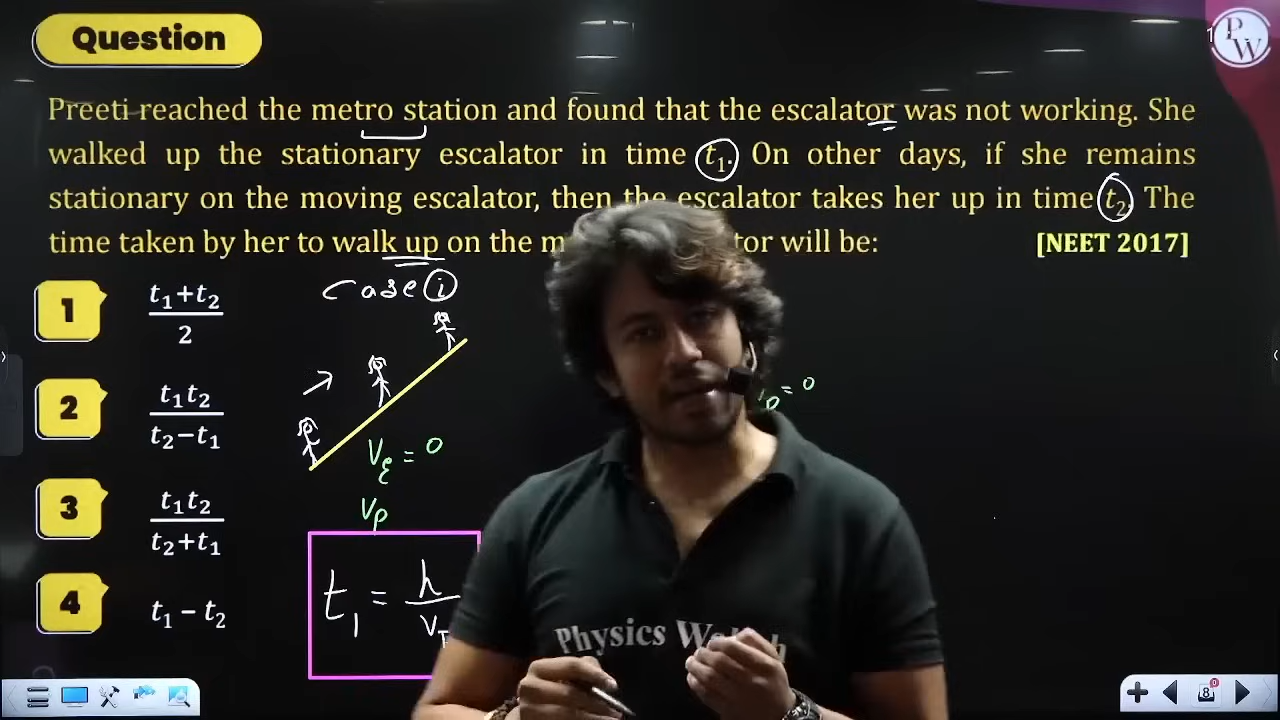 Question
PW
Preeti reached the metro station and found that the escalator was not working. She
walked up the stationary escalator in time t₁. On other days, if she remains
stationary on the moving escalator, then the escalator takes her up in time t₂. The
time taken by her to walk up on the m tor will be: [NEET 2017]
case i
1 t₁+t₂/2
2 t₁t₂/t₂−t₁
3 t₁t₂/t₂+t₁
4 t₁ − t₂
= 0
VE = 0
Vp
t₁ = h/V
Physics W h
8